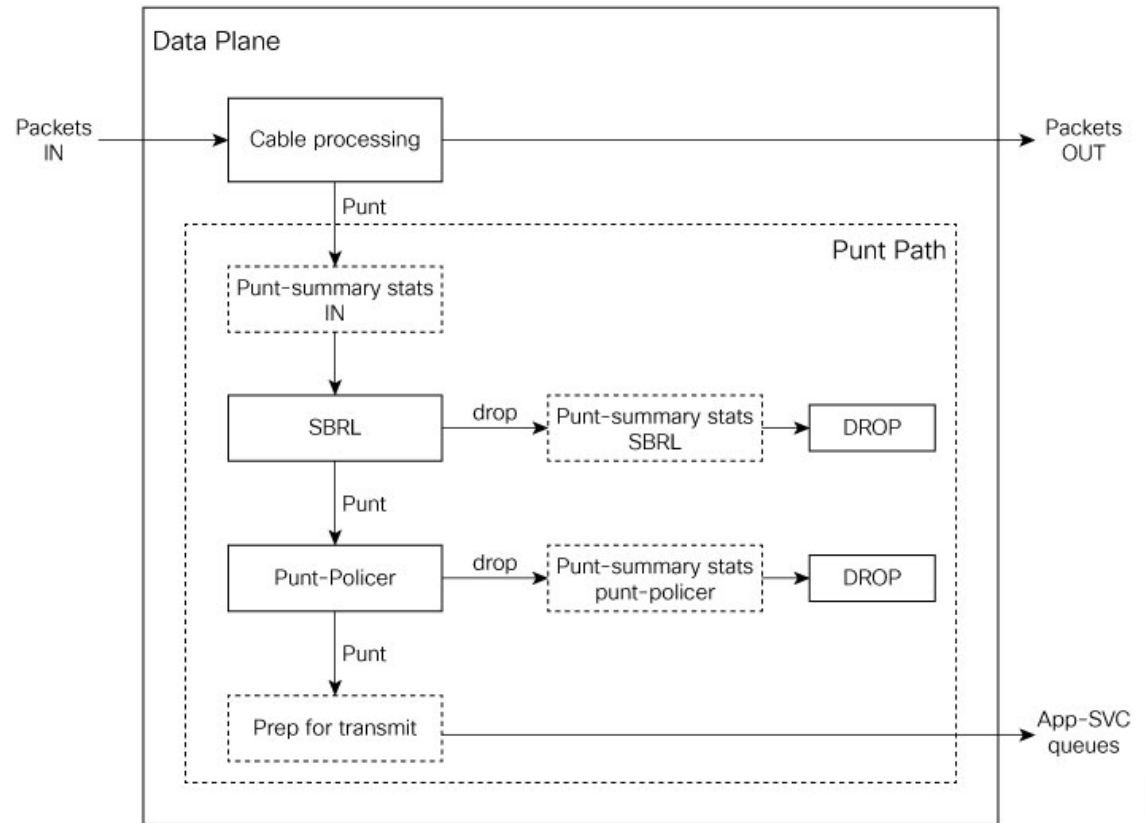 Data Plane
Packets
IN
Cable processing
Packets
OUT
Punt
Punt Path
Punt-summary stats
IN
SBRL
drop
Punt-summary stats
SBRL
DROP
Punt
Punt-Policer
drop
Punt-summary stats
punt-policer
DROP
Punt
Prep for transmit
App-SVC
queues